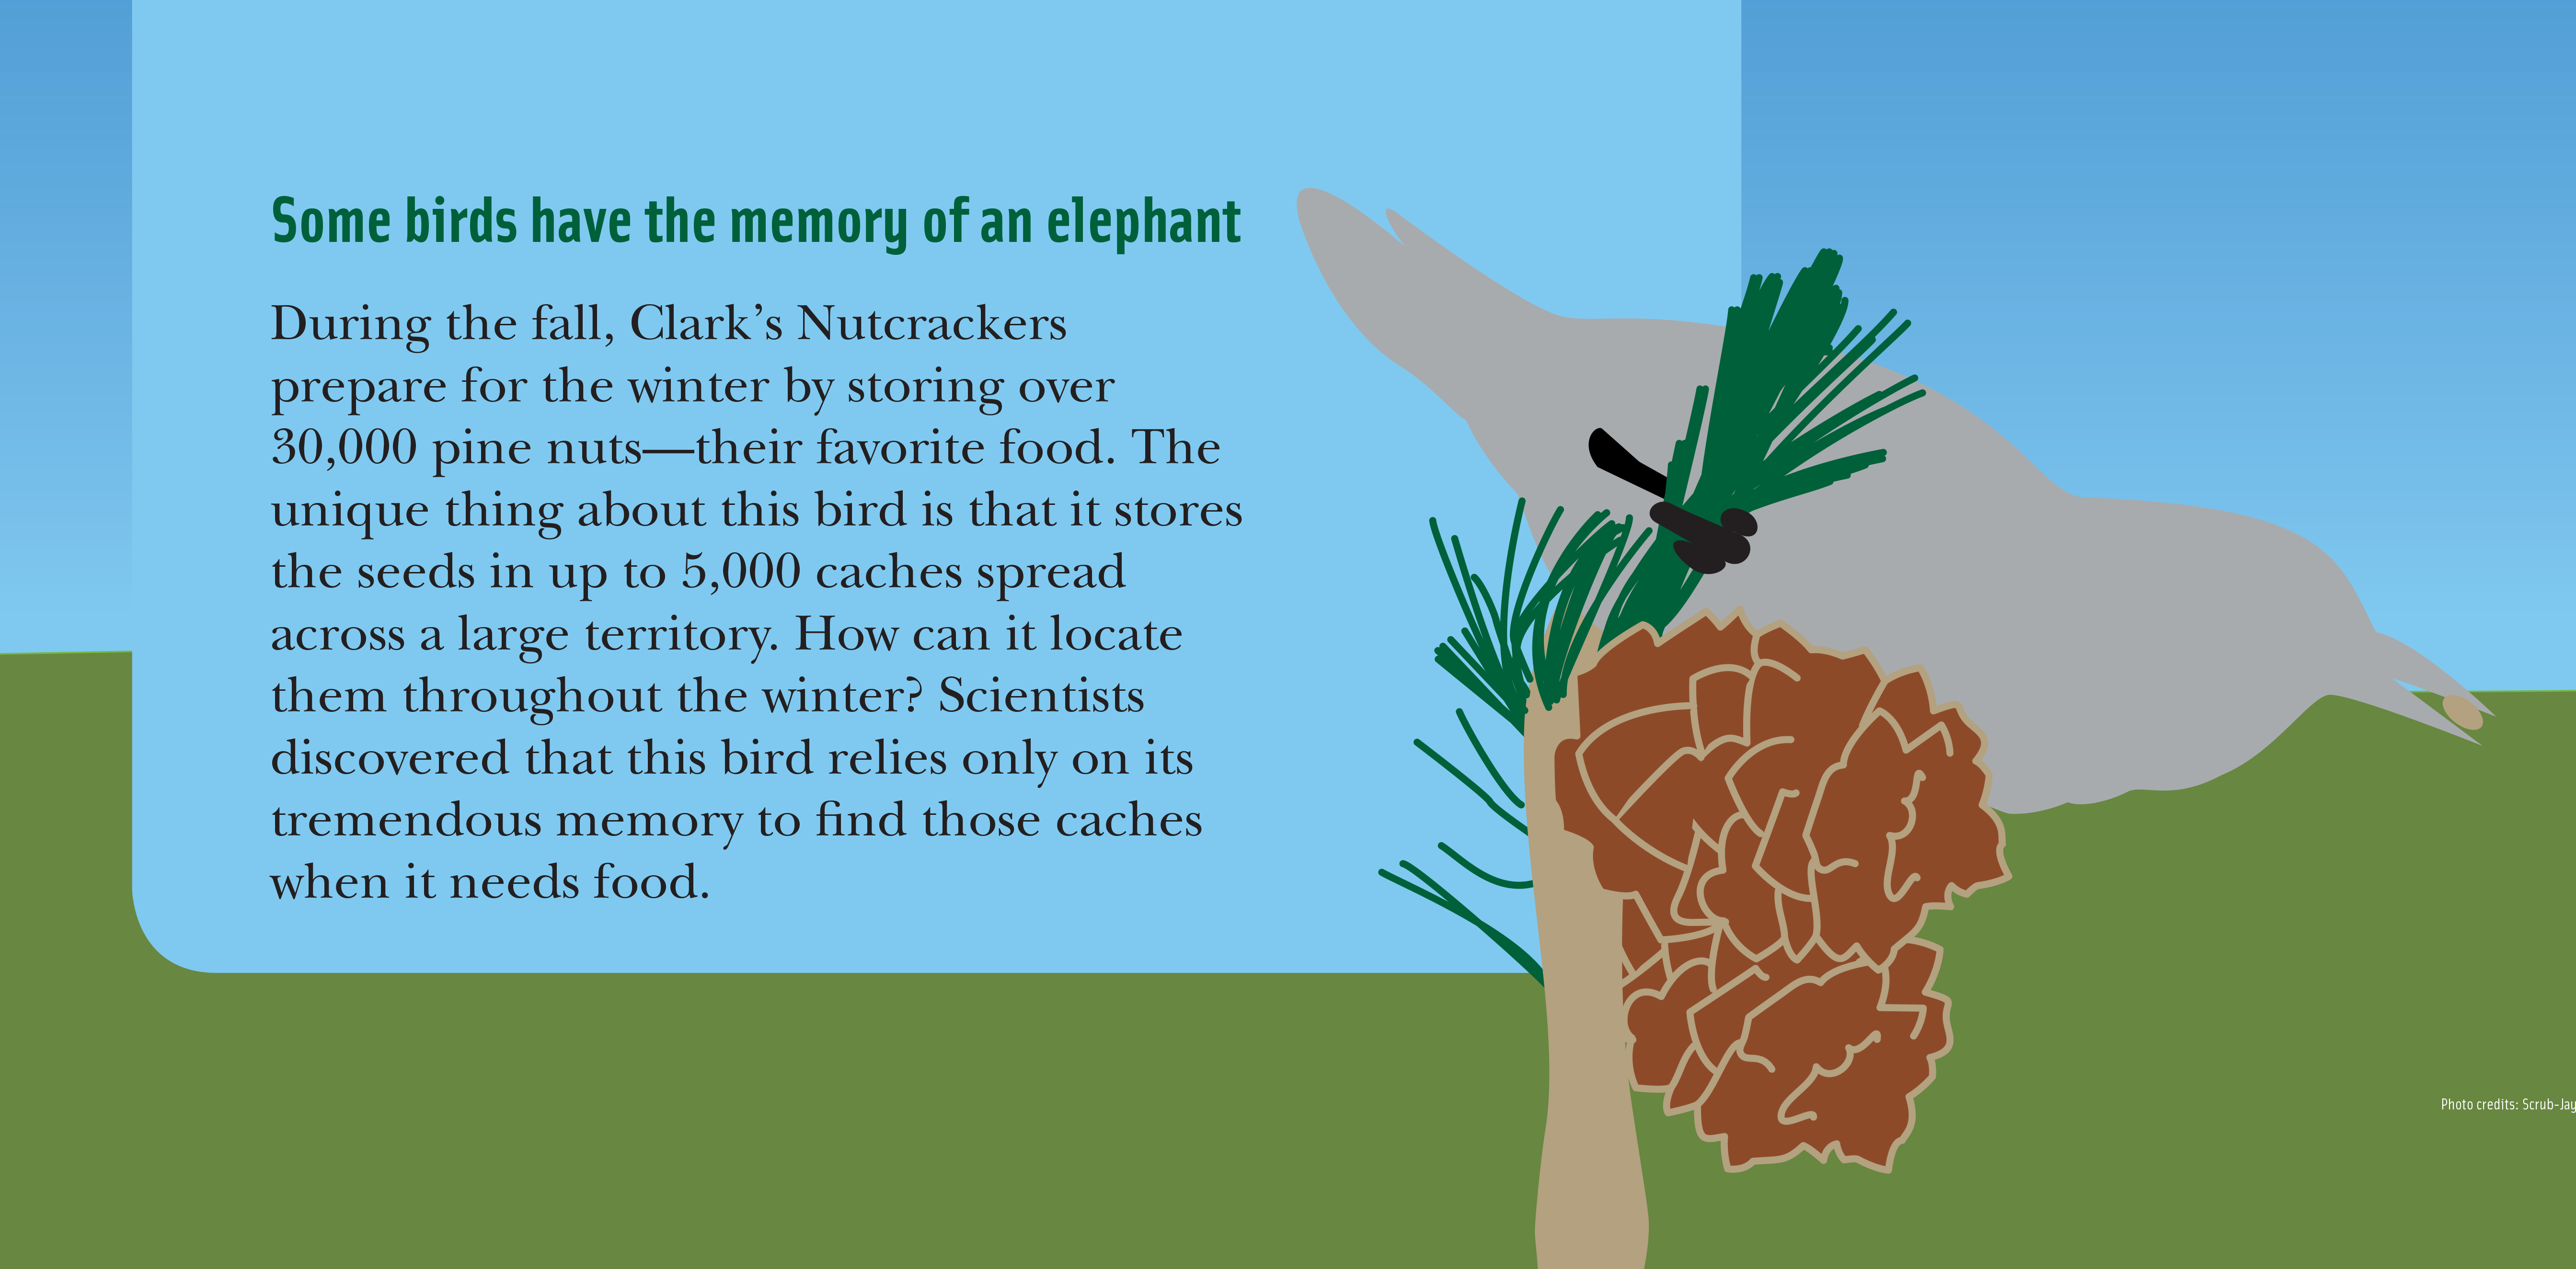 Some birds have the memory of an elephant
During the fall, Clark’s Nutcrackers
prepare for the winter by storing over
30,000 pine nuts—their favorite food. The
unique thing about this bird is that it stores
the seeds in up to 5,000 caches spread
across a large territory. How can it locate
them throughout the winter? Scientists
discovered that this bird relies only on its
tremendous memory to find those caches
when it needs food.
Photo credits: Scrub-Jay